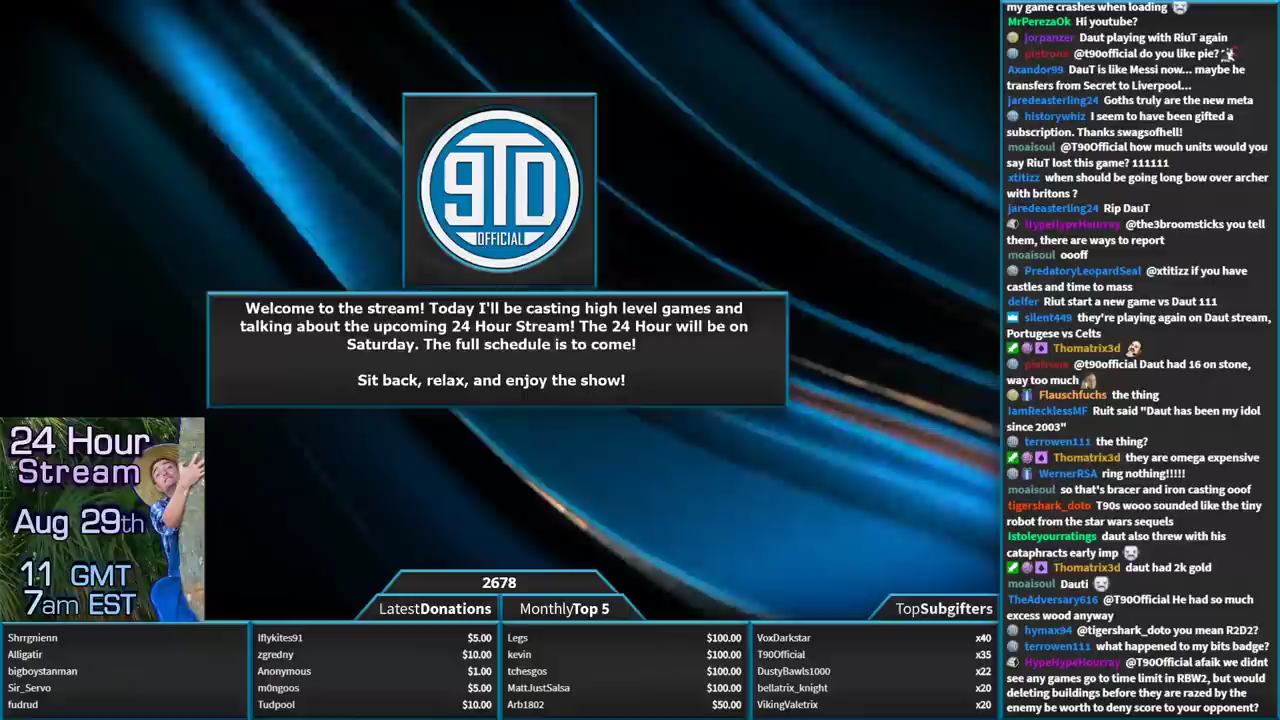 9TO
OFFICIAL
Welcome to the stream! Today I'll be casting high level games and
talking about the upcoming 24 Hour Stream! The 24 Hour will be on
Saturday. The full schedule is to come!
Sit back, relax, and enjoy the show!
24 Hour
Stream
Aug 29th
11 GMT
7am EST
2678
LatestDonations
MonthlyTop 5
TopSubgifters
Shrrgnienn
Alligatir
bigboystanman
Sir_Servo
fudrud
Iflykites91 $5.00
zgredny $10.00
Anonymous $1.00
m0ngoos $5.00
Tudpool $10.00
Legs $100.00
kevin $100.00
tchesgos $100.00
MattJustSalsa $100.00
Arb1802 $50.00
VoxDarkstar x40
T90Official x35
DustyBawls1000 x22
bellatrix_knight x20
VikingValetrix x20
my game crashes when loading
MrPerezaOk Hi youtube?
jorpanzer Daut playing with RiuT again
pietronx @t90official do you like pie?
Axandor99 DauT is like Messi now... maybe he
transfers from Secret to Liverpool...
jaredeasterling24 Goths truly are the new meta
historywhiz I seem to have been gifted a
subscription. Thanks swagsofhell!
moaisoul @T90Official how much units would you
say RiuT lost this game? 111111
xtitizz when should be going long bow over archer
with britons ?
jaredeasterling24 Rip DauT
HypeHypeHourray @the3broomsticks you tell
them, there are ways to report
moaisoul oooff
PredatoryLeopardSeal @xtitizz if you have
castles and time to mass
delfer Riut start a new game vs Daut 111
silent449 they're playing again on Daut stream,
Portugese vs Celts
Thomatrix3d
pietronx @t90official Daut had 16 on stone,
way too much
Flauschfuchs the thing
IamRecklessMF Ruit said "Daut has been my idol
since 2003"
terrowen111 the thing?
Thomatrix3d they are omega expensive
WernerRSA ring nothing!!!!!
moaisoul so that's bracer and iron casting ooof
tigershark_doto T90s wooo sounded like the tiny
robot from the star wars sequels
Istoleyourratings daut also threw with his
cataphracts early imp
Thomatrix3d daut had 2k gold
moaisoul Dauti
TheAdversary616 @T90Official He had so much
excess wood anyway
hymax94 @tigershark_doto you mean R2D2?
terrowen111 what happened to my bits badge?
HypeHypeHourray @T90Official afaik we didnt
see any games go to time limit in RBW2, but would
deleting buildings before they are razed by the
enemy be worth to deny score to your opponent?